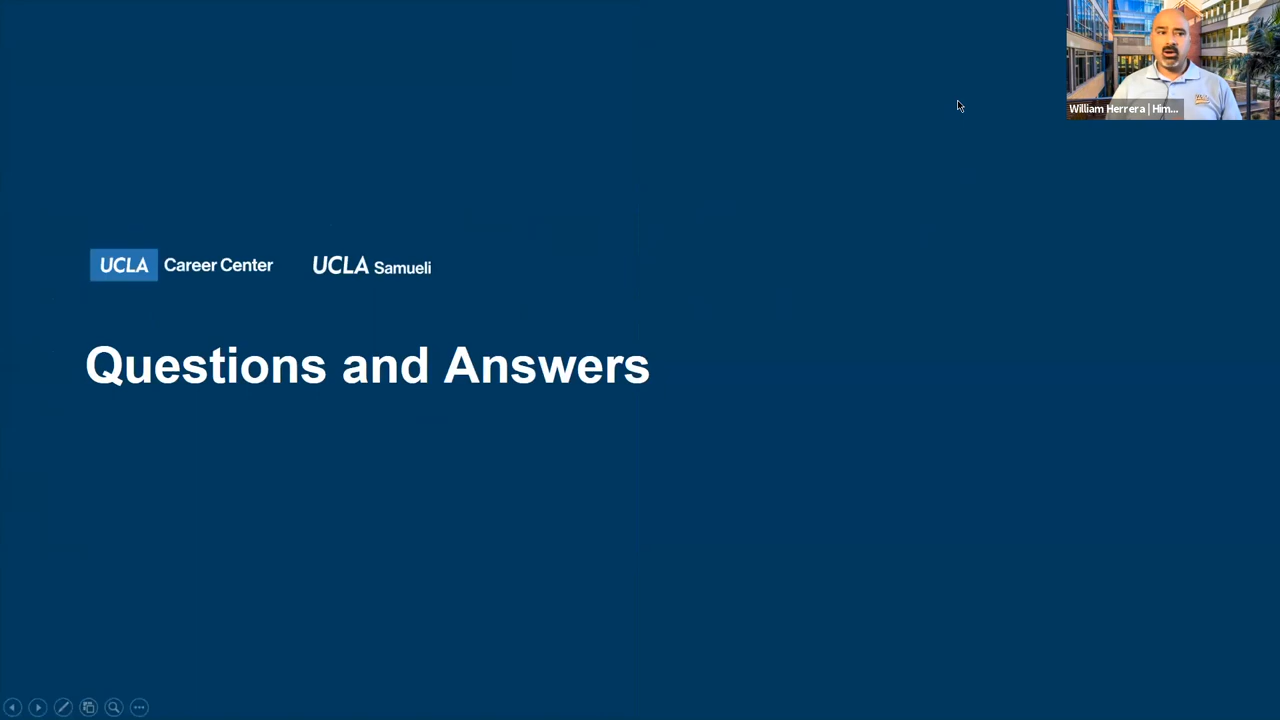 William Herrera | Him...
UCLA Career Center
UCLA Samueli
Questions and Answers